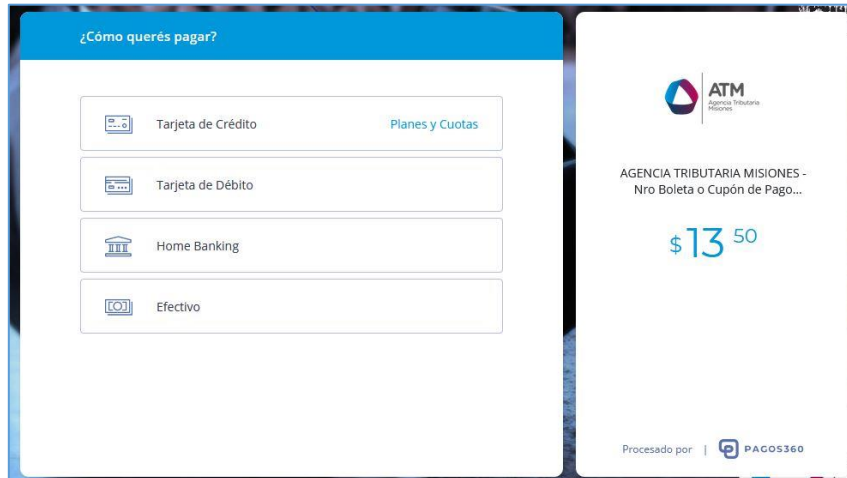 ¿Cómo querés pagar?
Tarjeta de Crédito
Planes y Cuotas
Tarjeta de Débito
Home Banking
Efectivo
ATM
Agencia Tributaria
Misiones
AGENCIA TRIBUTARIA MISIONES -
Nro Boleta o Cupón de Pago...
$13 50
Procesado por | PAGOS360